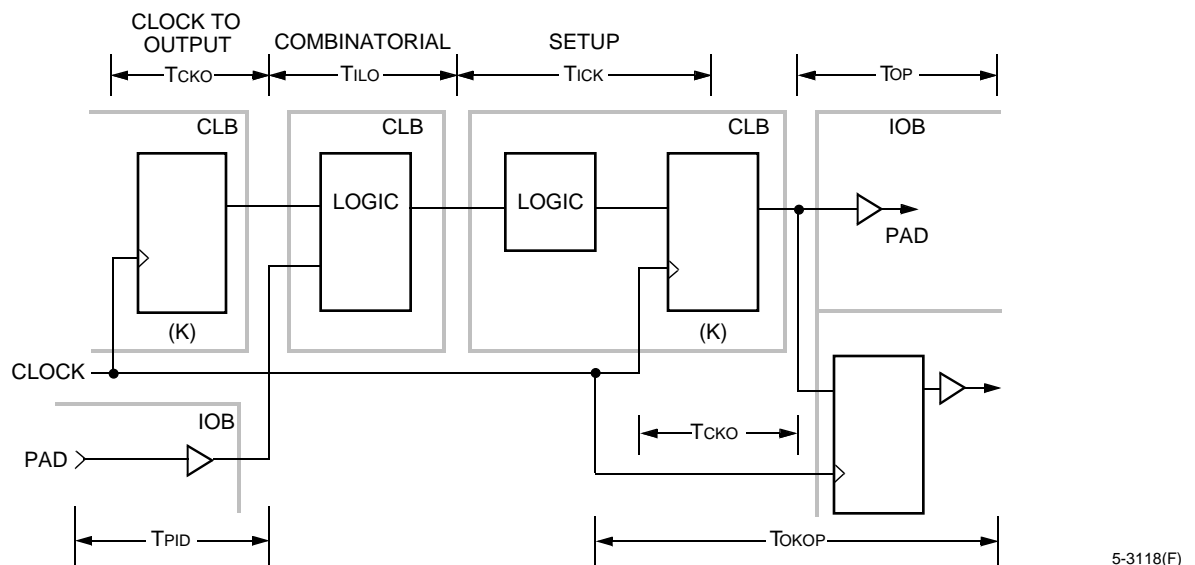 CLOCK TO
OUTPUT
COMBINATORIAL
SETUP
TCKO
TILO
TICK
TOP
CLB
CLB
CLB
IOB
LOGIC
LOGIC
PAD
(K)
(K)
CLOCK
IOB
TCKO
PAD
TPID
TOKOP
5-3118(F)